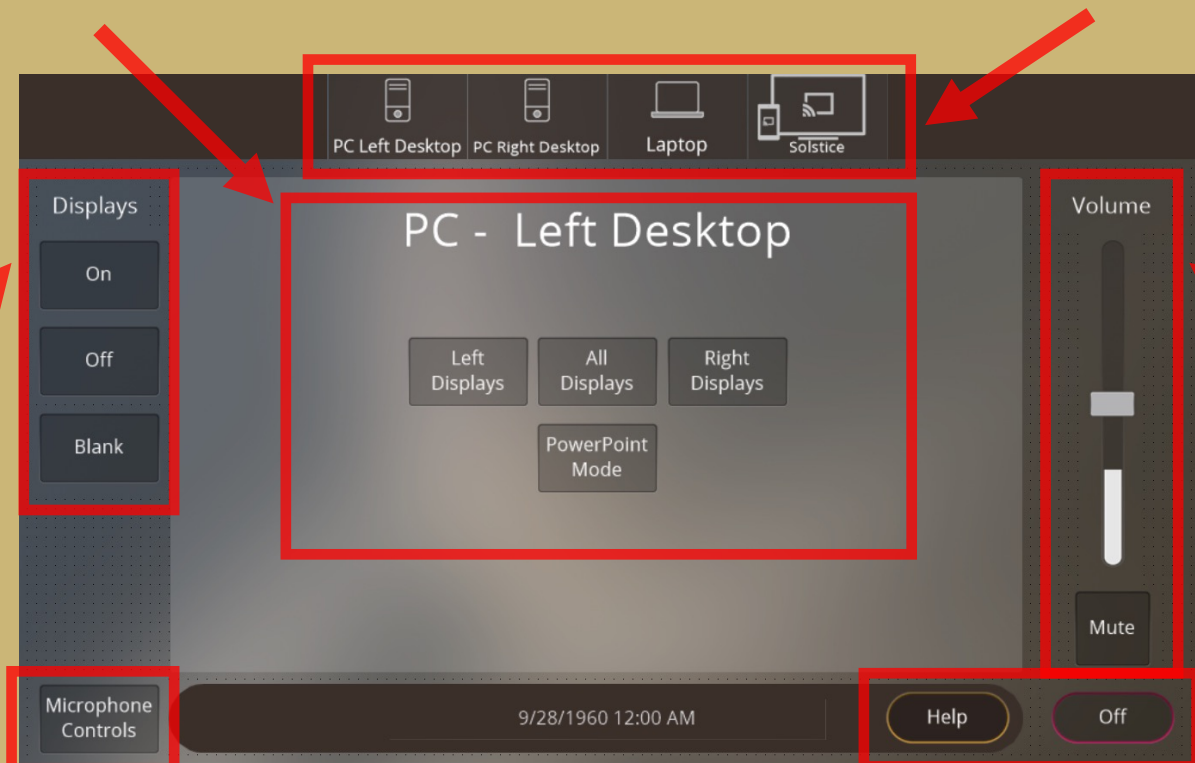 PC Left Desktop
PC Right Desktop
Laptop
Solstice
Displays
On
Off
Blank
PC - Left Desktop
Left
Displays
All
Displays
Right
Displays
PowerPoint
Mode
Volume
Mute
Microphone
Controls
9/28/1960 12:00 AM
Help
Off